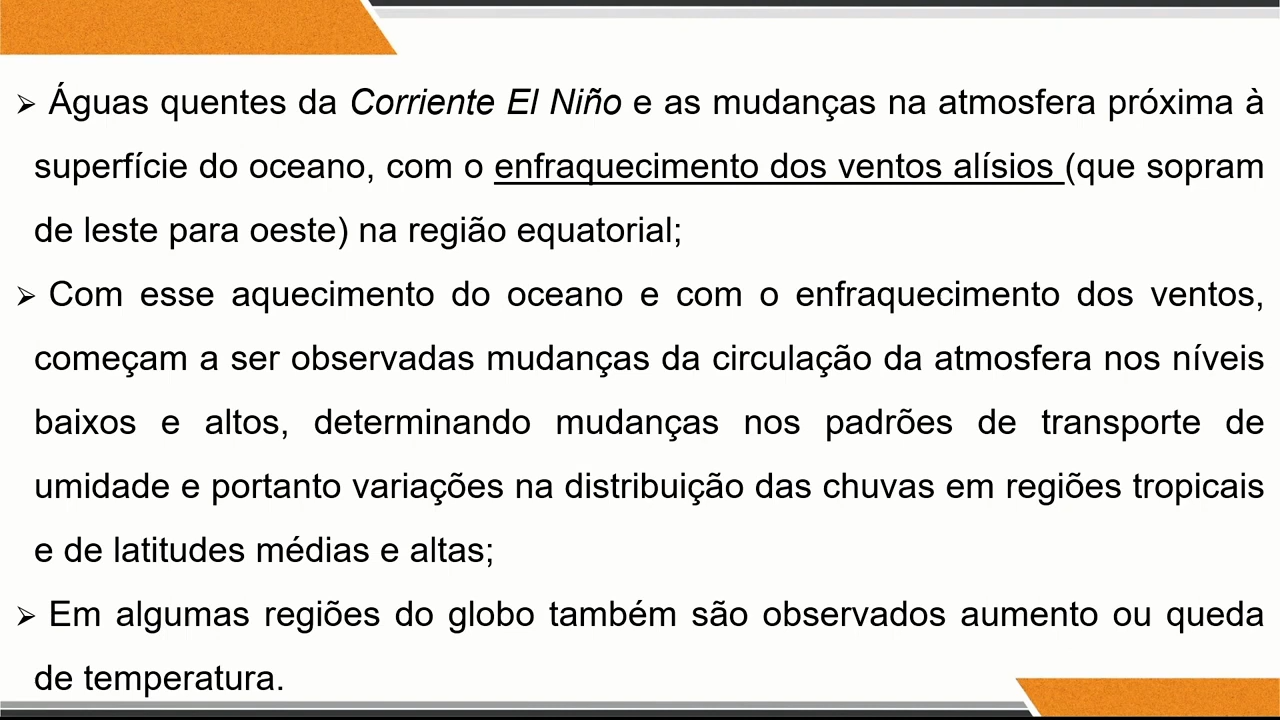 ➢ Águas quentes da Corriente El Niño e as mudanças na atmosfera próxima à
superfície do oceano, com o enfraquecimento dos ventos alísios (que sopram
de leste para oeste) na região equatorial;
➢ Com esse aquecimento do oceano e com o enfraquecimento dos ventos,
começam a ser observadas mudanças da circulação da atmosfera nos níveis
baixos e altos, determinando mudanças nos padrões de transporte de
umidade e portanto variações na distribuição das chuvas em regiões tropicais
e de latitudes médias e altas;
➢ Em algumas regiões do globo também são observados aumento ou queda
de temperatura.